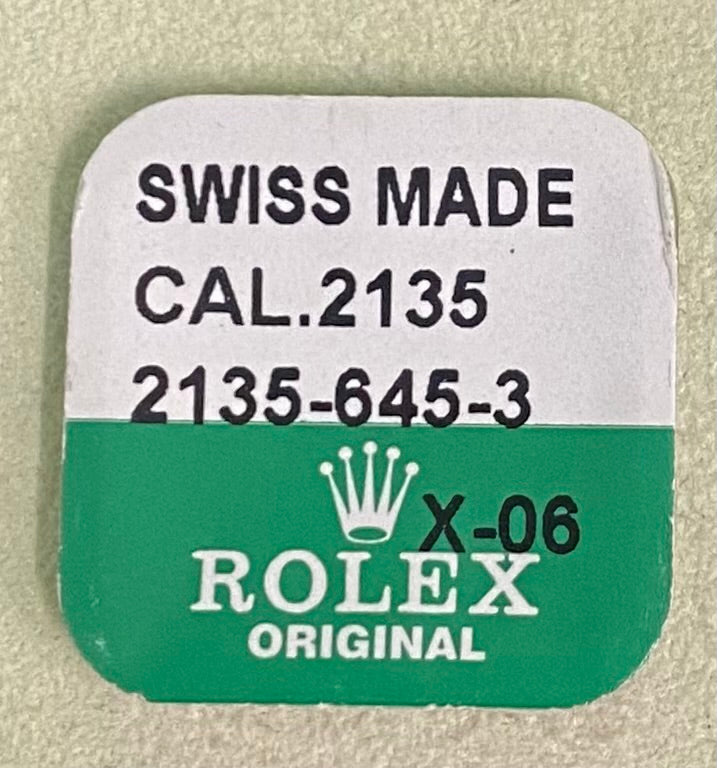 SWISS MADE
CAL.2135
2135-645-3
X-06
ROLEX
ORIGINAL